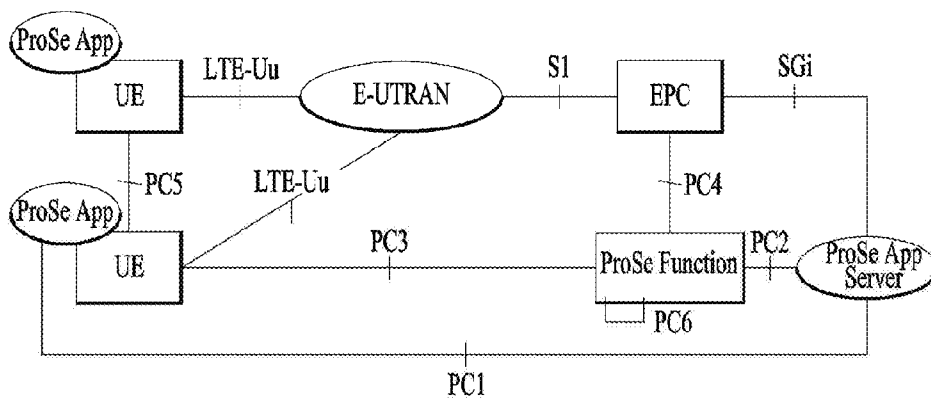 ProSe App
UE
LTE-Uu
E-UTRAN
S1
EPC
SGi
PC5
LTE-Uu
PC4
ProSe App
UE
PC3
ProSe Function
PC2
ProSe App
Server
PC6
PC1